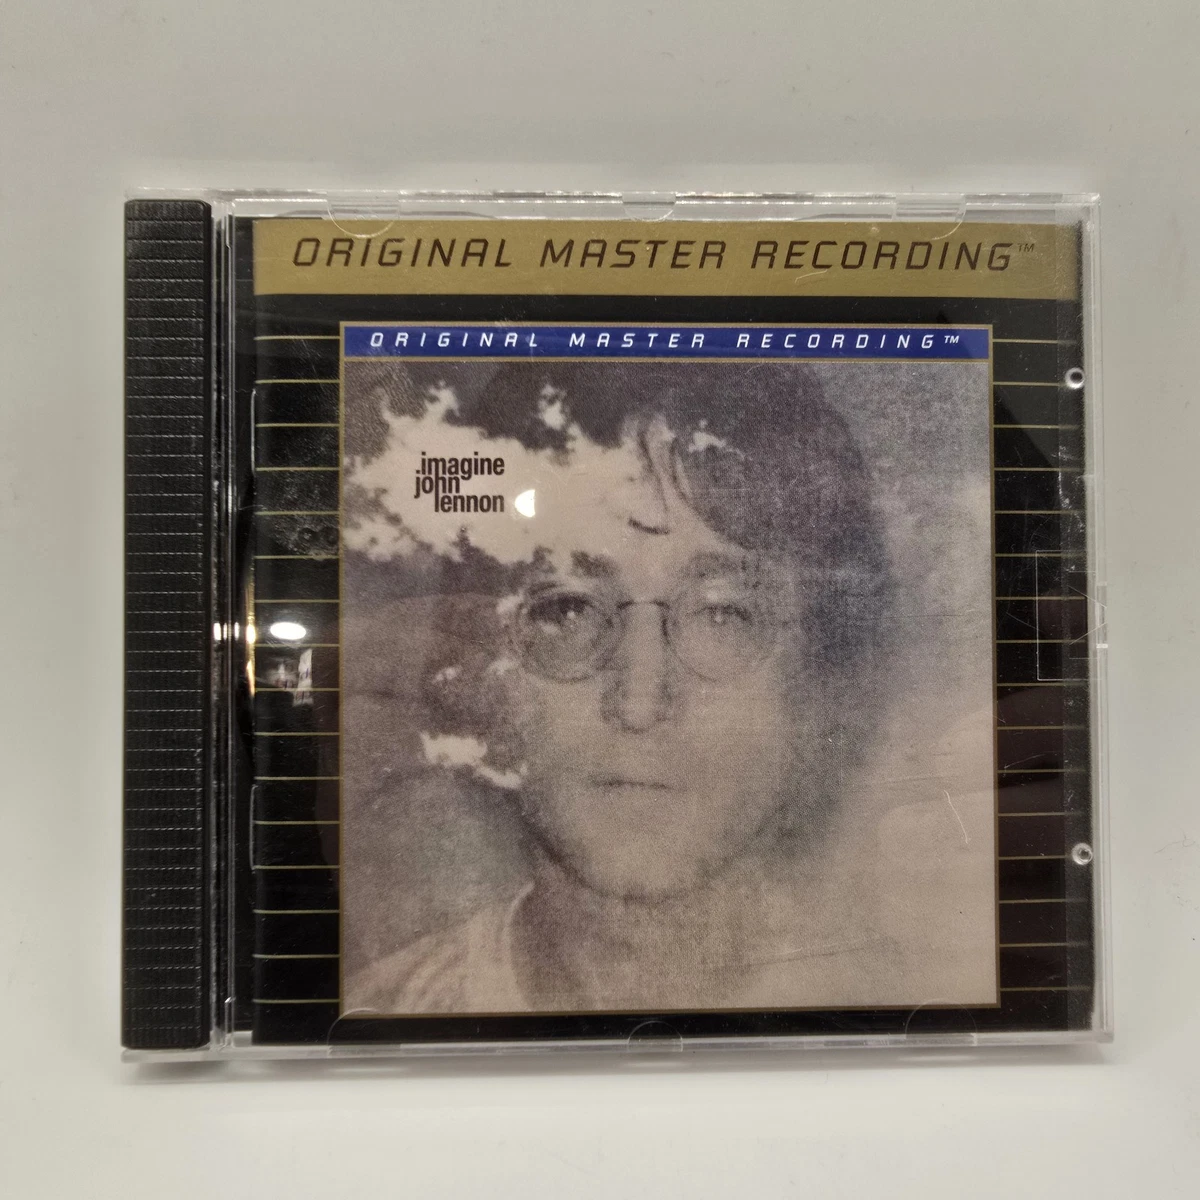 ORIGINAL MASTER RECORDING™
ORIGINAL MASTER RECORDING™
.imagine
john
lennon